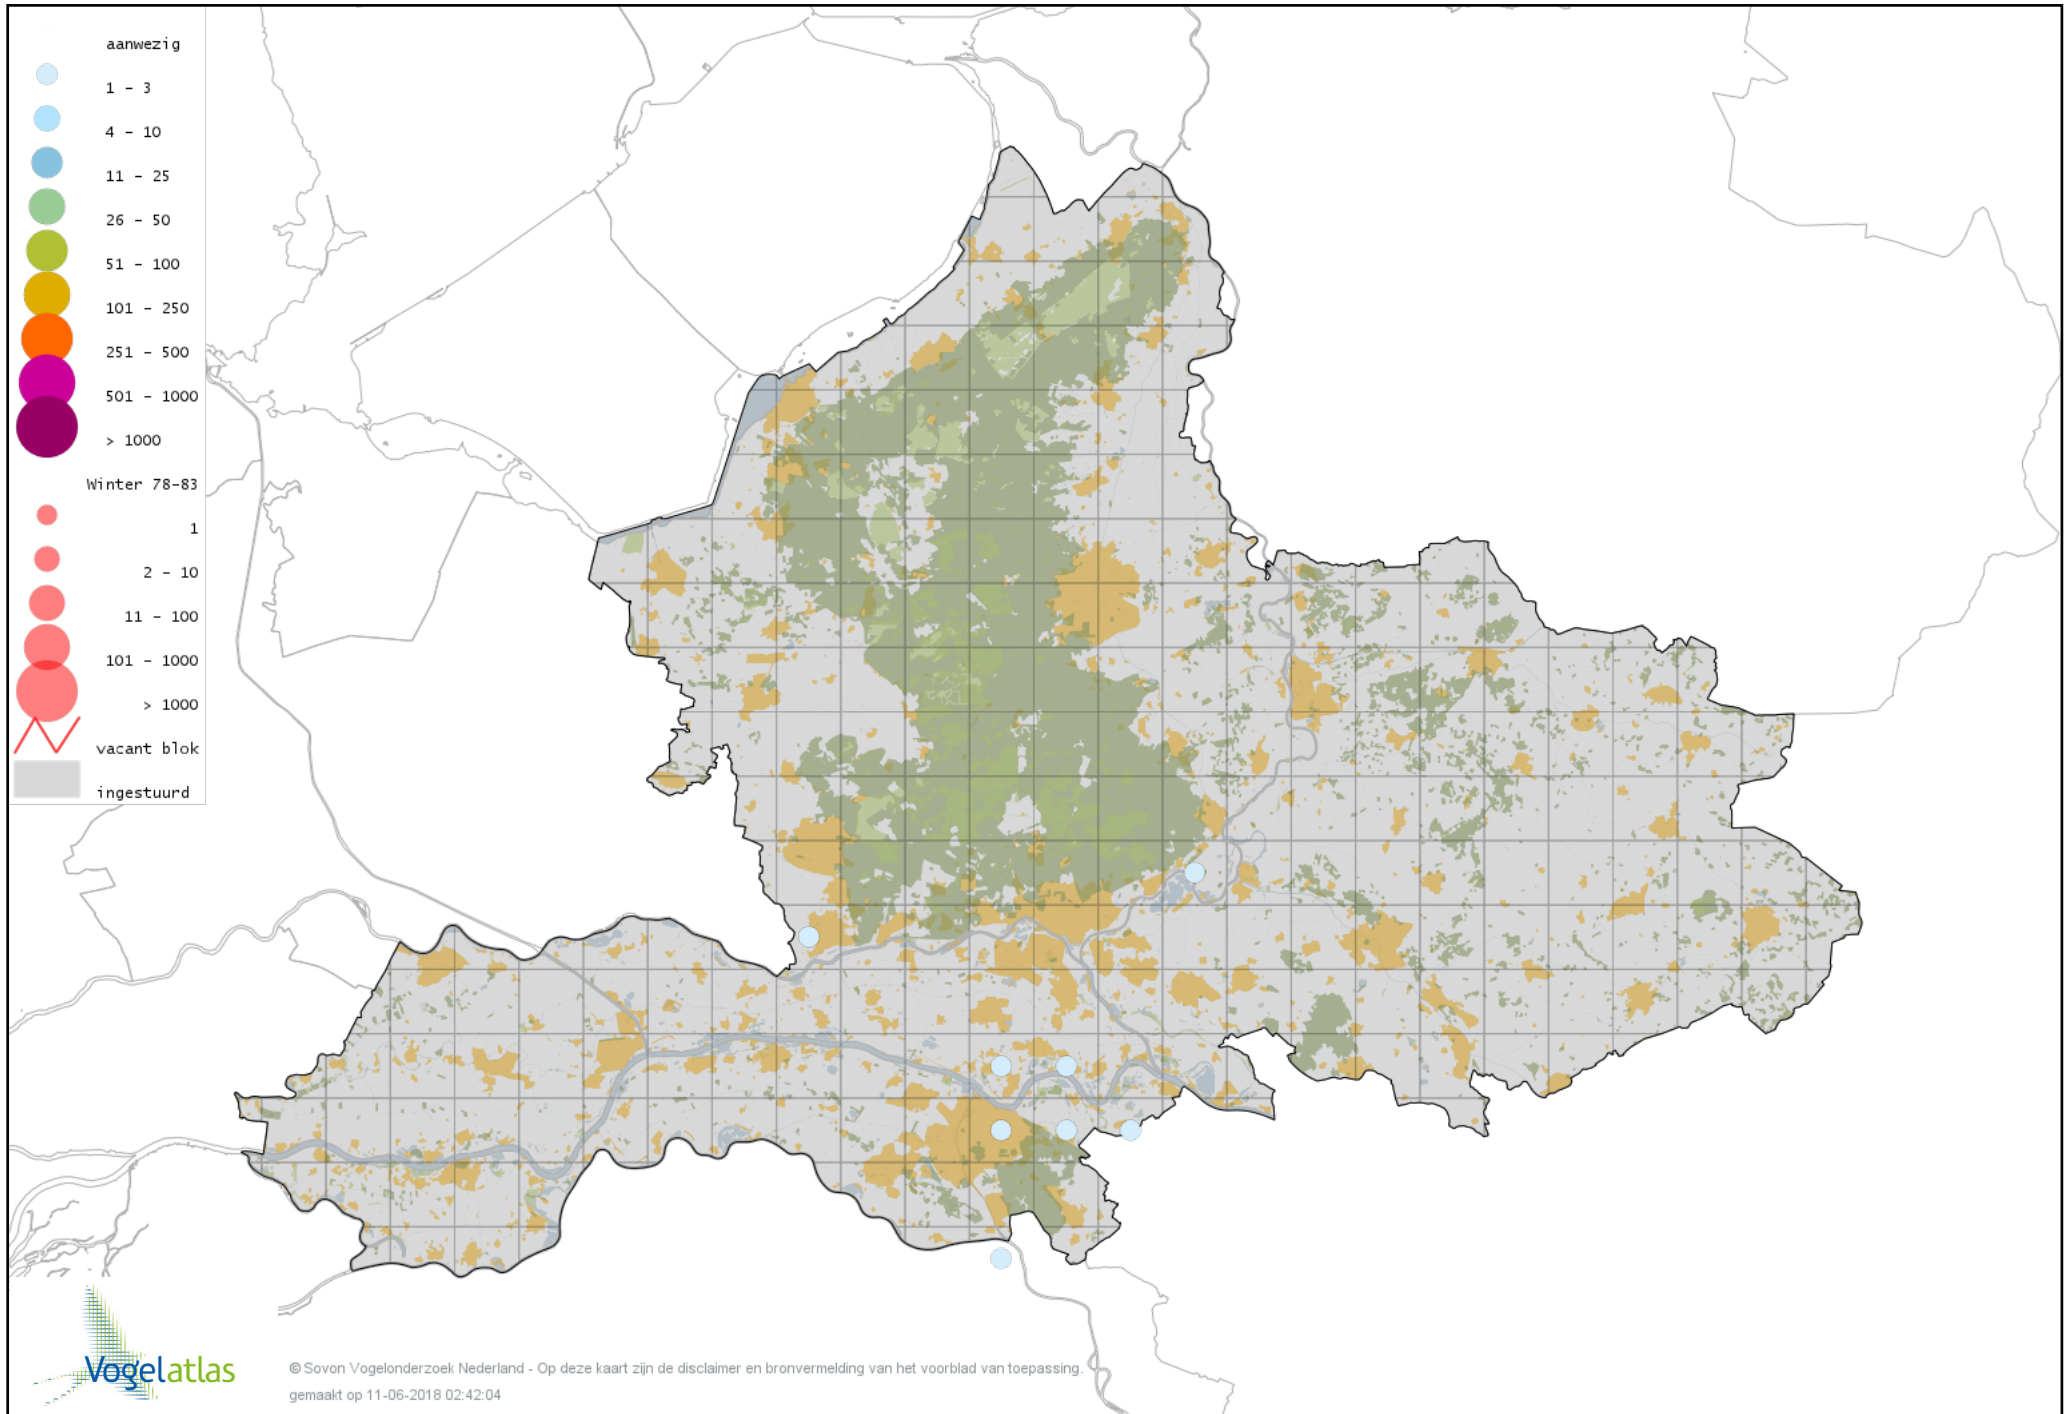 aanwezig
1 - 3
4 - 10
11 - 25
26 - 50
51 - 100
101 - 250
251 - 500
501 - 1000
> 1000
Winter 78-83
1
2 - 10
11 - 100
101 - 1000
> 1000
vacant blok
ingestuurd
Vogelatlas
© Sovon Vogelonderzoek Nederland - Op deze kaart zijn de disclaimer en bronvermelding van het voorblad van toepassing.
gemaakt op 11-06-2018 02:42:04